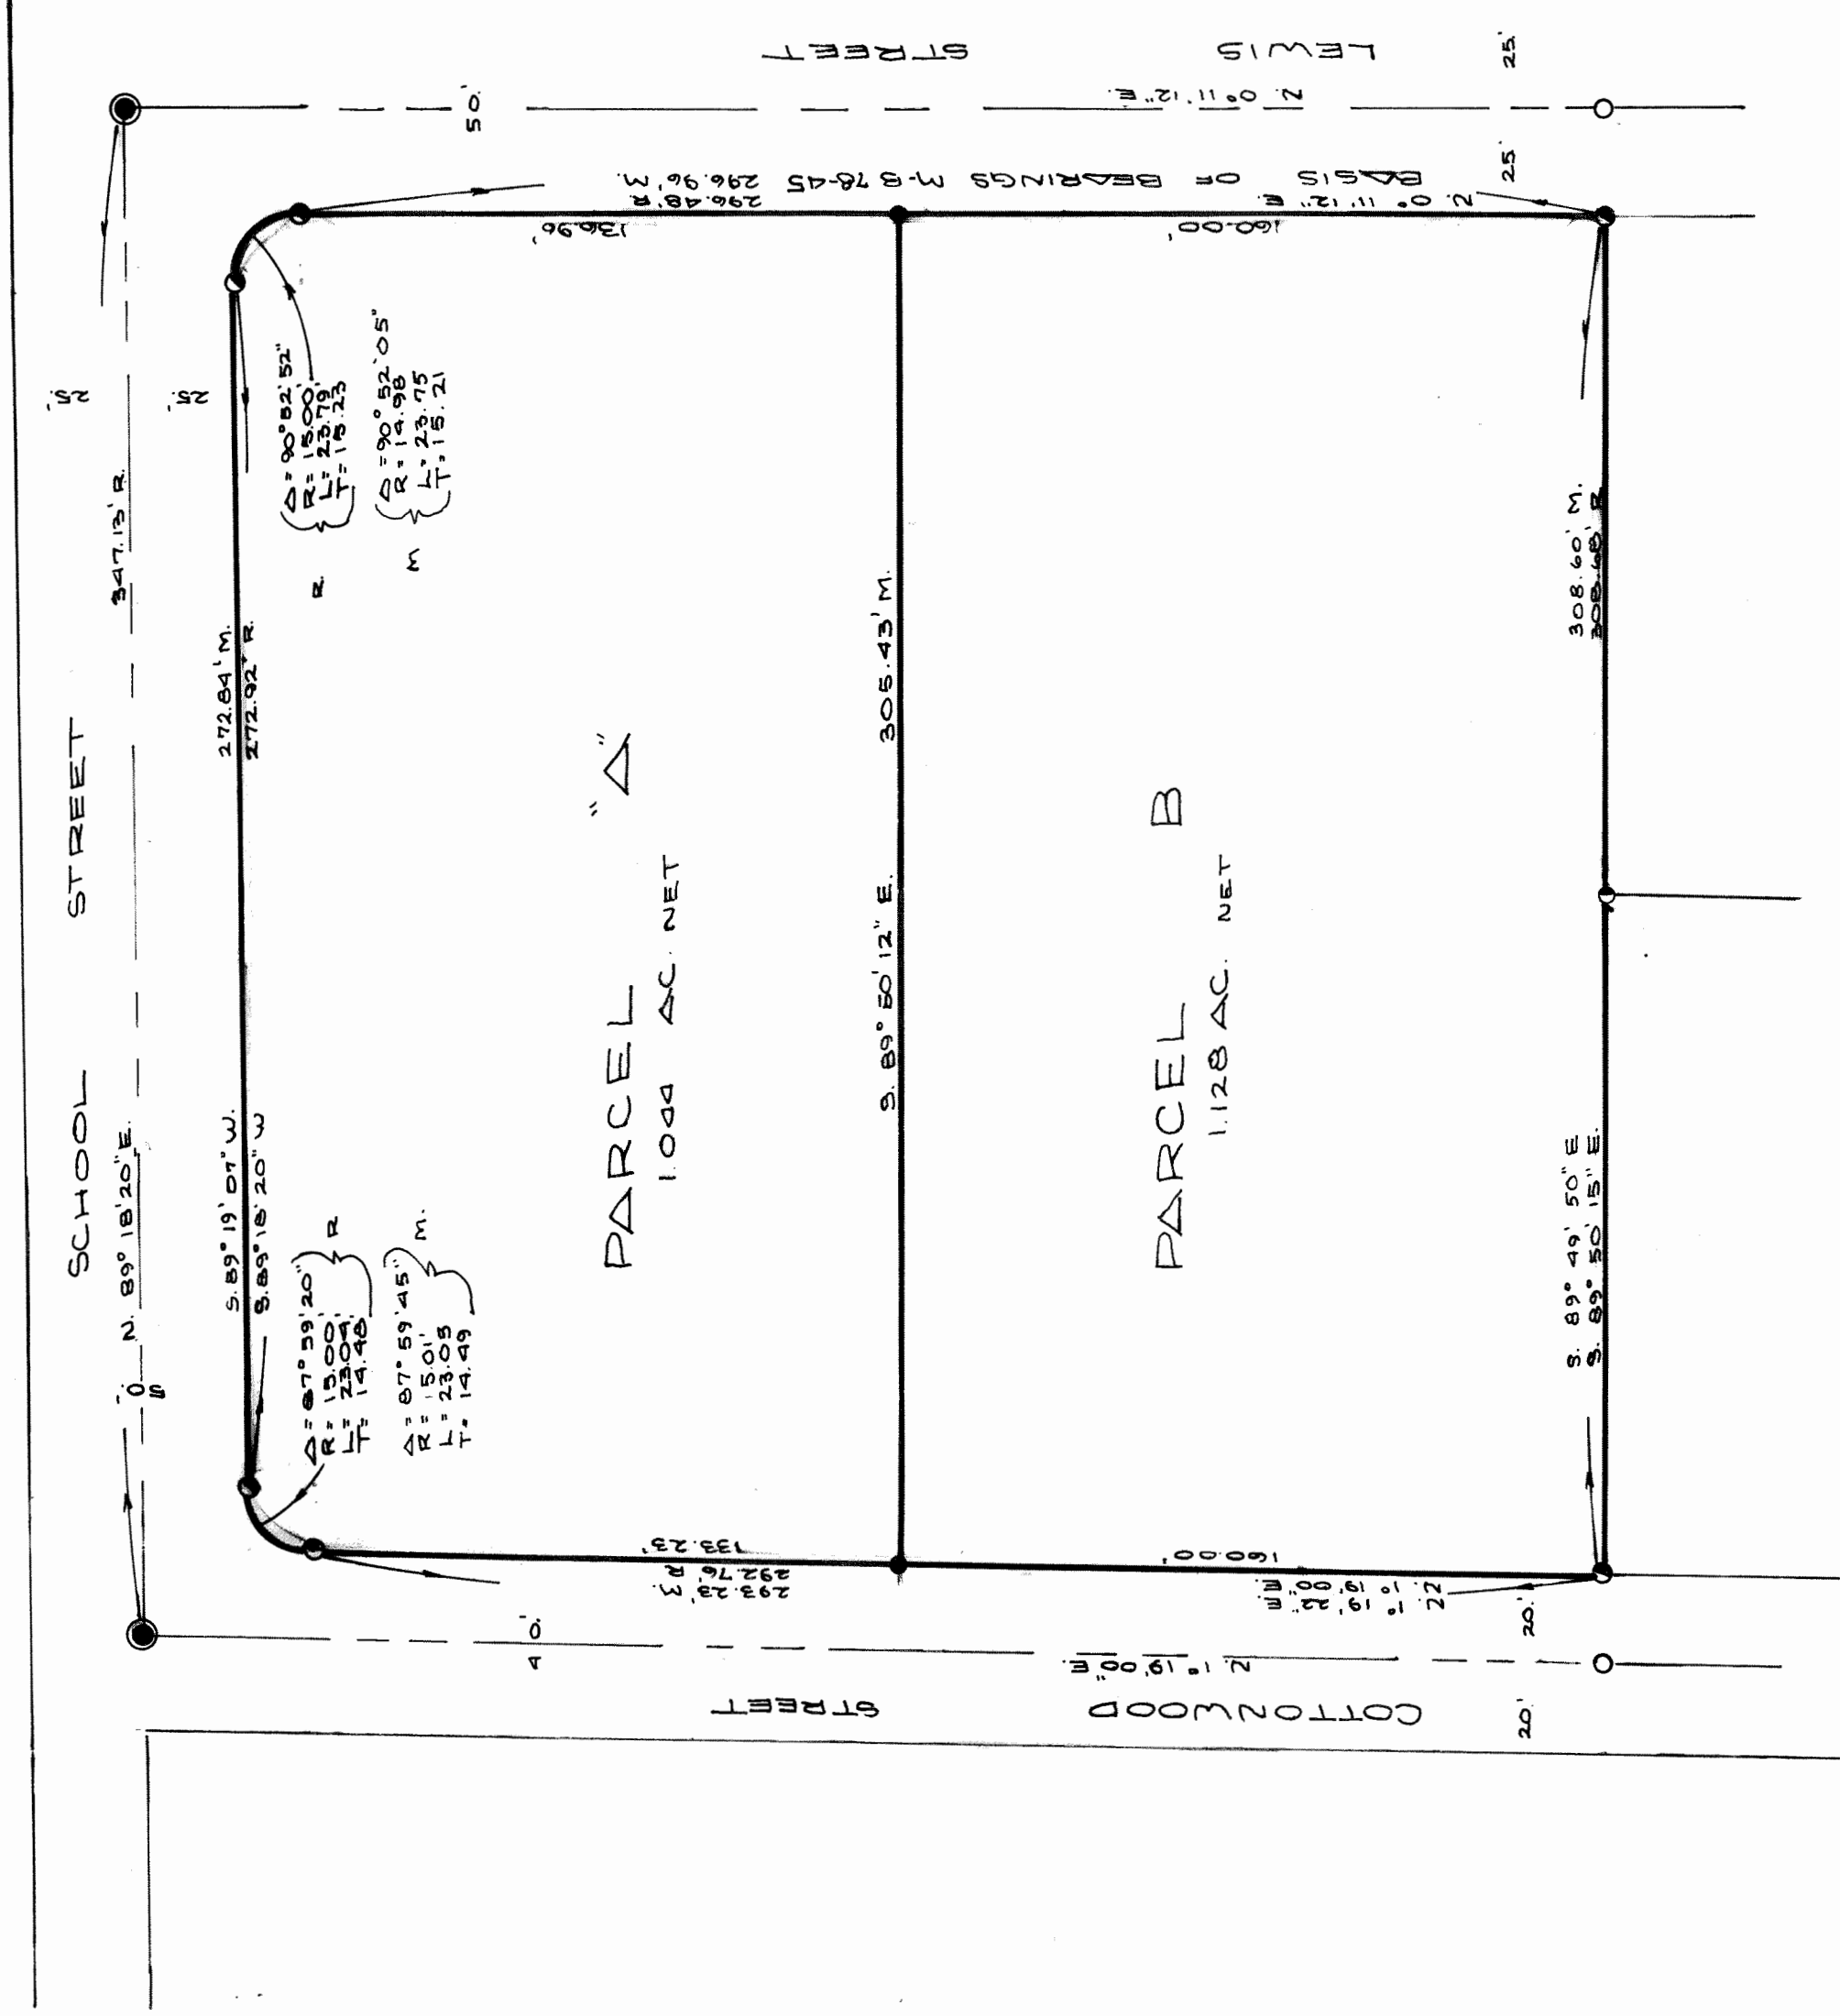 SCHOOL STREET
N. 89° 18' 20" E. 347.13' R.
50'
25'
25'
S. 89° 19' 07" W. 272.84' M.
S. 89° 18' 20" W 272.92' R.
Δ = 87° 59' 20"
R = 15.00'
L = 23.04'
T = 14.48'
R
Δ = 87° 59' 45"
R = 15.01'
L = 23.05
T = 14.49
M.
Δ = 90° 52' 52"
R = 15.00'
L = 23.79'
T = 15.23
R.
Δ = 90° 52' 05"
R = 14.98
L = 23.75
T = 15.21
M
PARCEL "A"
1.000 AC. NET
S. 89° 50' 12" E. 305.43' M.
PARCEL B
1.128 AC. NET
S. 89° 49' 50" E 308.60' M.
S. 89° 50' 15" E. 308.68' R
LEWIS STREET
25'
25'
N. 0° 11' 12" E.
50'
BASIS OF BEARINGS M-B 78-45 296.96' M.
N. 0° 11' 12" E. 296.48' R
160.00'
136.96'
133.23'
160.00'
292.76' R
293.23' M.
N. 1° 19' 00" E.
N. 1° 19' 22" E.
20'
20'
40'
N. 1° 19' 00" E.
COTTONWOOD STREET